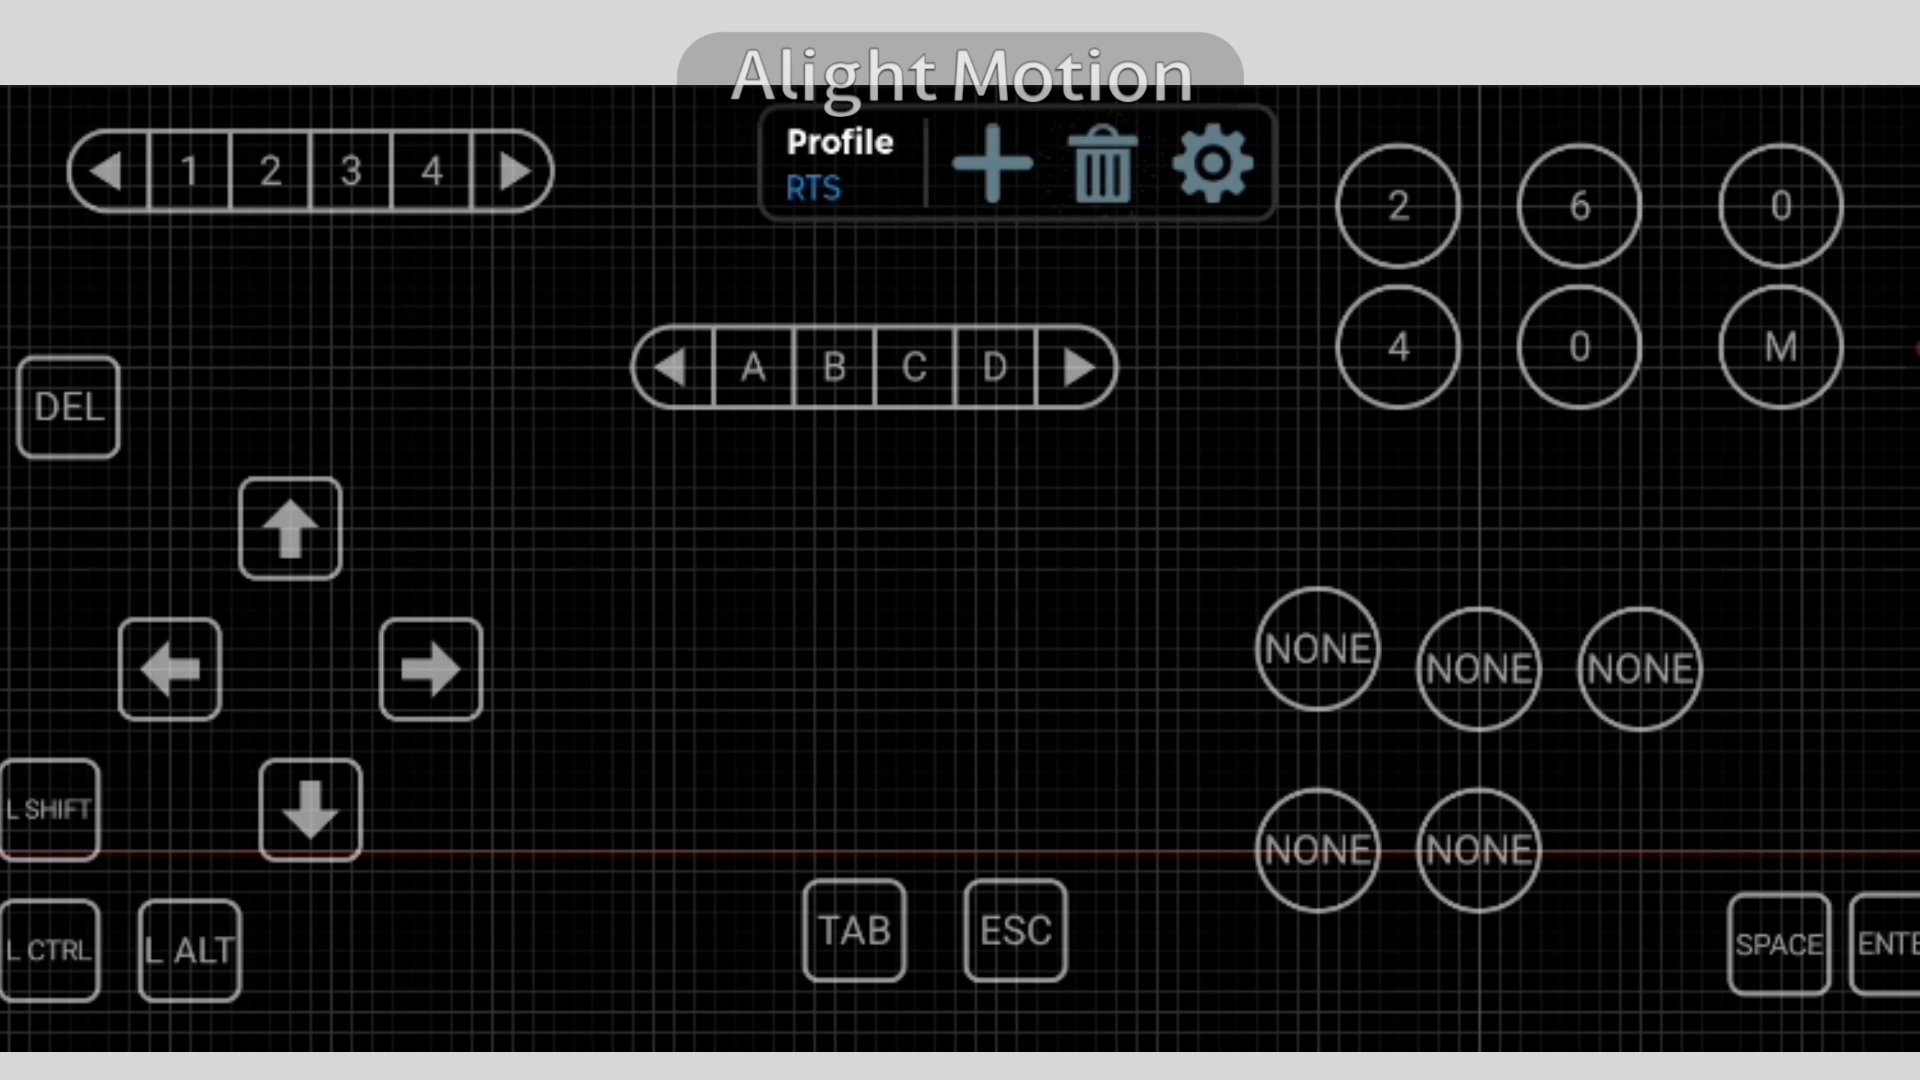 Alight Motion
Profile
RTS
1 2 3 4
2 6 0
A B C D
4 0 M
DEL
NONE NONE NONE
L SHIFT
NONE NONE
TAB ESC
L CTRL L ALT
SPACE ENTE